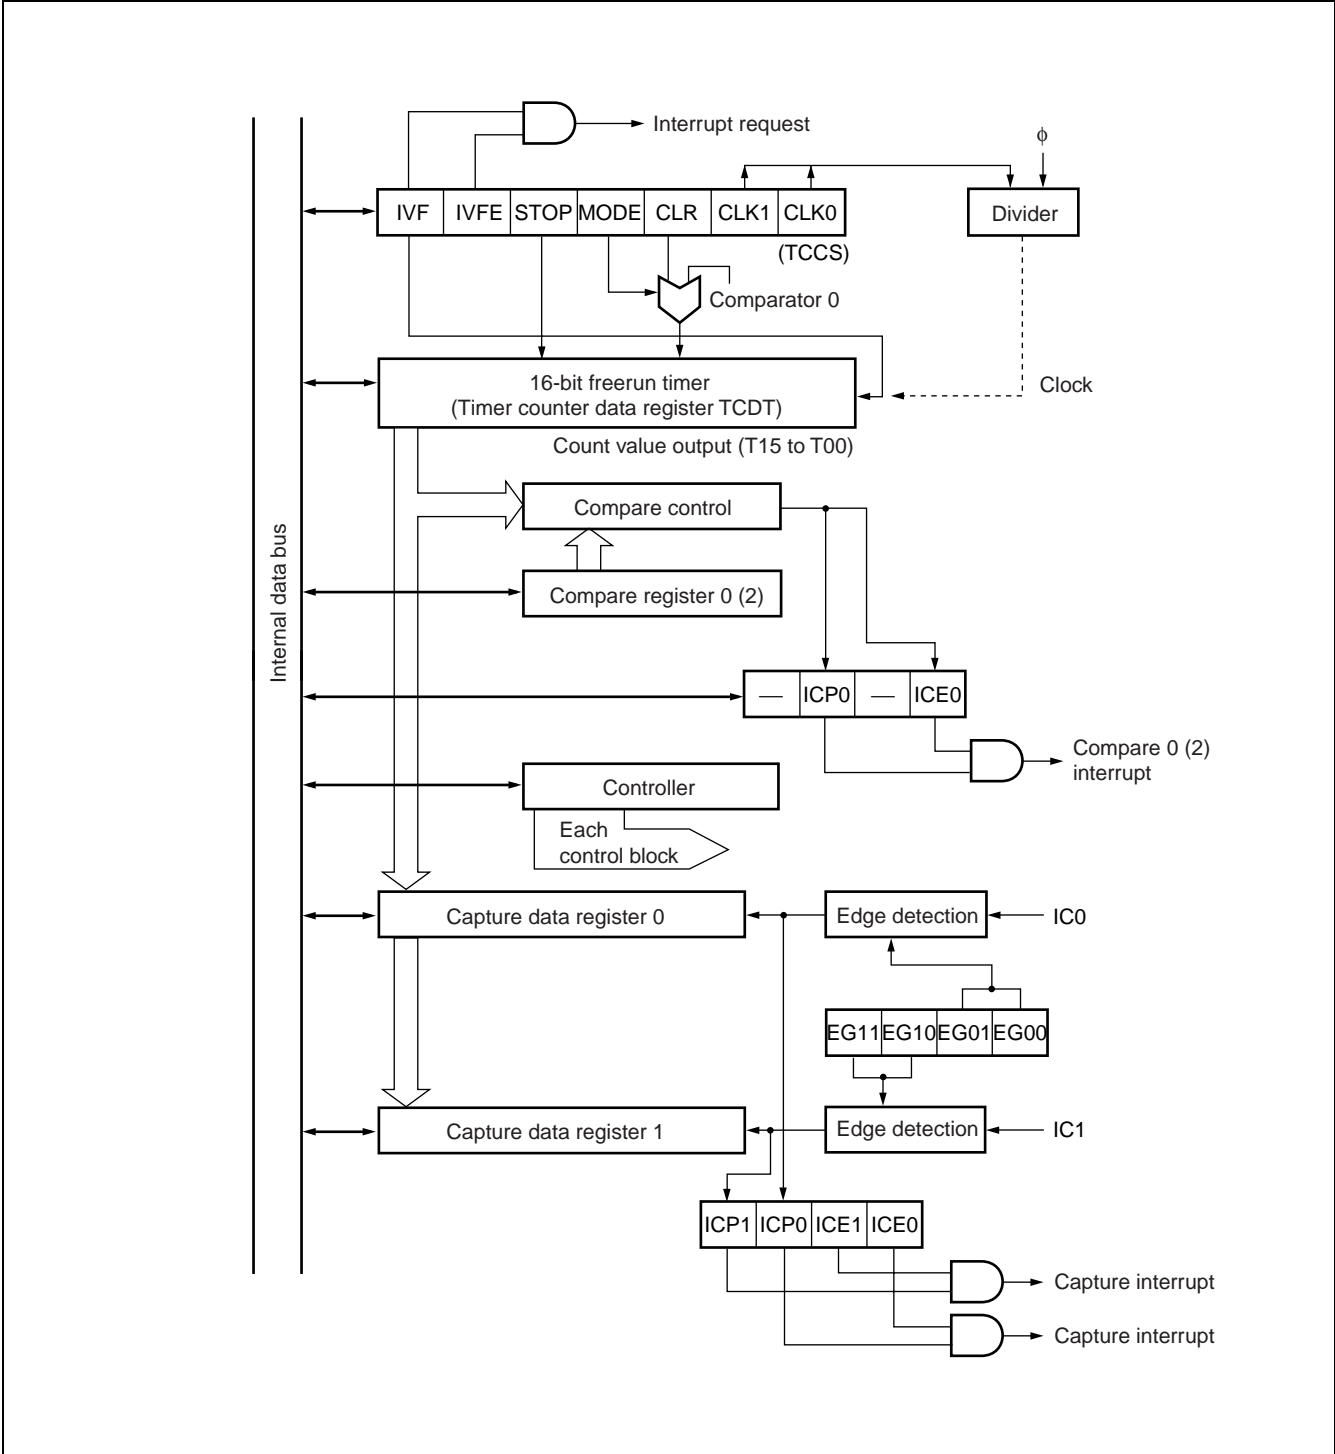 Interrupt request
ϕ
IVF IVFE STOP MODE CLR CLK1 CLK0
Divider
(TCCS)
Comparator 0
16-bit freerun timer
(Timer counter data register TCDT)
Clock
Count value output (T15 to T00)
Compare control
Internal data bus
Compare register 0 (2)
— ICP0 — ICE0
Compare 0 (2)
interrupt
Controller
Each
control block
Capture data register 0
Edge detection
IC0
EG11 EG10 EG01 EG00
Capture data register 1
Edge detection
IC1
ICP1 ICP0 ICE1 ICE0
Capture interrupt
Capture interrupt